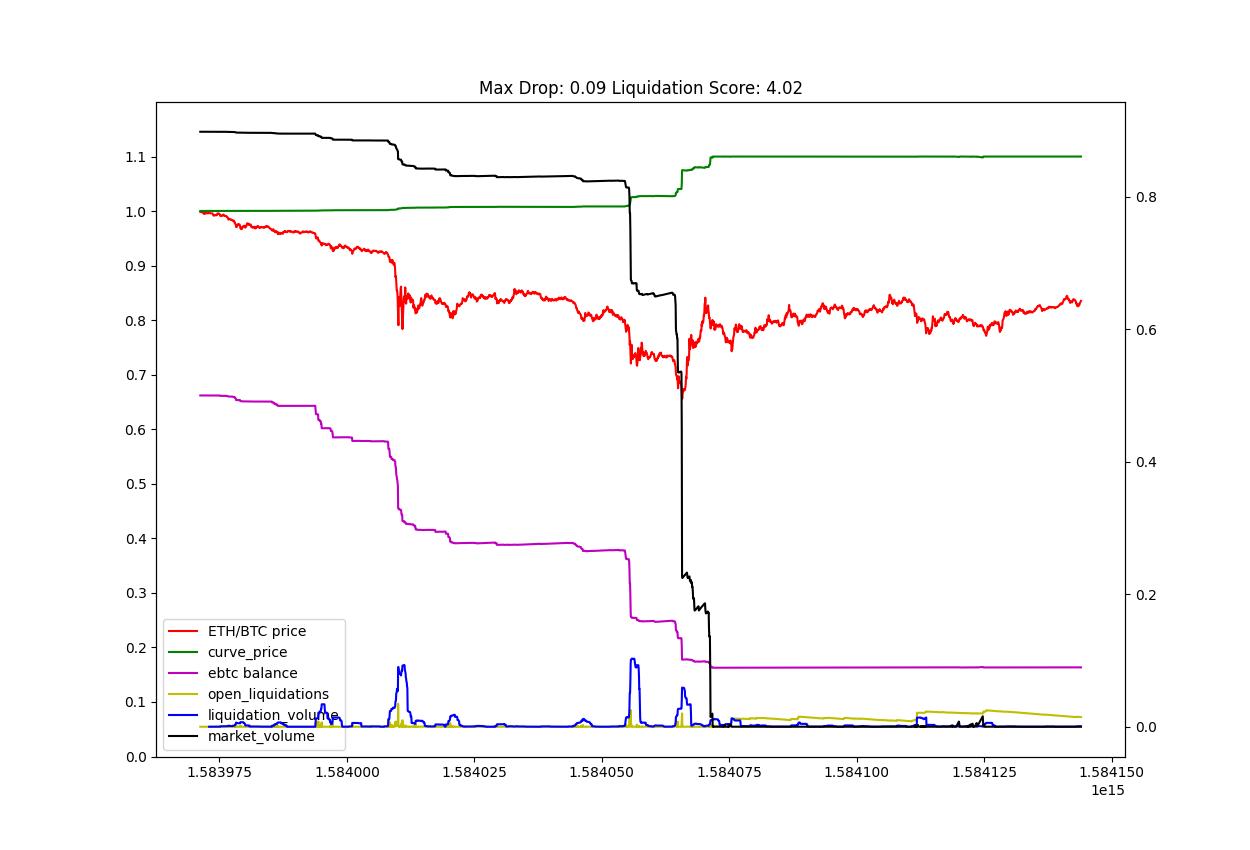 Max Drop: 0.09 Liquidation Score: 4.02
1.1
1.0
0.9
0.8
0.7
0.6
0.5
0.4
0.3
0.2
0.1
0.0
0.8
0.6
0.4
0.2
0.0
ETH/BTC price
curve_price
ebtc balance
open_liquidations
liquidation_volume
market_volume
1.583975 1.584000 1.584025 1.584050 1.584075 1.584100 1.584125 1.584150
1e15